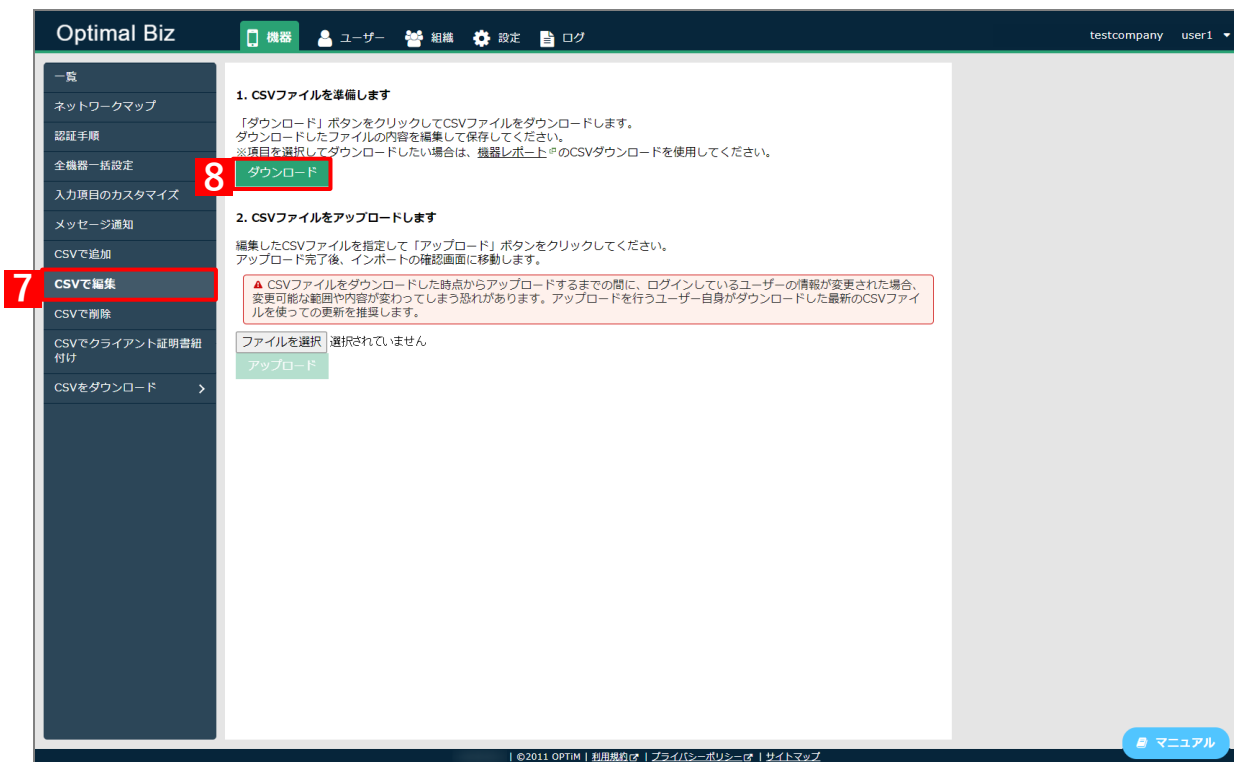 Optimal Biz
機器
ユーザー
組織
設定
ログ
testcompany
user1
一覧
ネットワークマップ
認証手順
全機器一括設定
入力項目のカスタマイズ
メッセージ通知
CSVで追加
7
CSVで編集
CSVで削除
CSVでクライアント証明書紐
付け
CSVをダウンロード
1. CSVファイルを準備します
「ダウンロード」ボタンをクリックしてCSVファイルをダウンロードします。
ダウンロードしたファイルの内容を編集して保存してください。
※項目を選択してダウンロードしたい場合は、機器レポートのCSVダウンロードを使用してください。
8
ダウンロード
2. CSVファイルをアップロードします
編集したCSVファイルを指定して「アップロード」ボタンをクリックしてください。
アップロード完了後、インポートの確認画面に移動します。
CSVファイルをダウンロードした時点からアップロードするまでの間に、ログインしているユーザーの情報が変更された場合、
変更可能な範囲や内容が変わってしまう恐れがあります。アップロードを行うユーザー自身がダウンロードした最新のCSVファイ
ルを使っての更新を推奨します。
ファイルを選択 選択されていません
アップロード
マニュアル
| ©2011 OPTiM | 利用規約 | プライバシーポリシー | サイトマップ